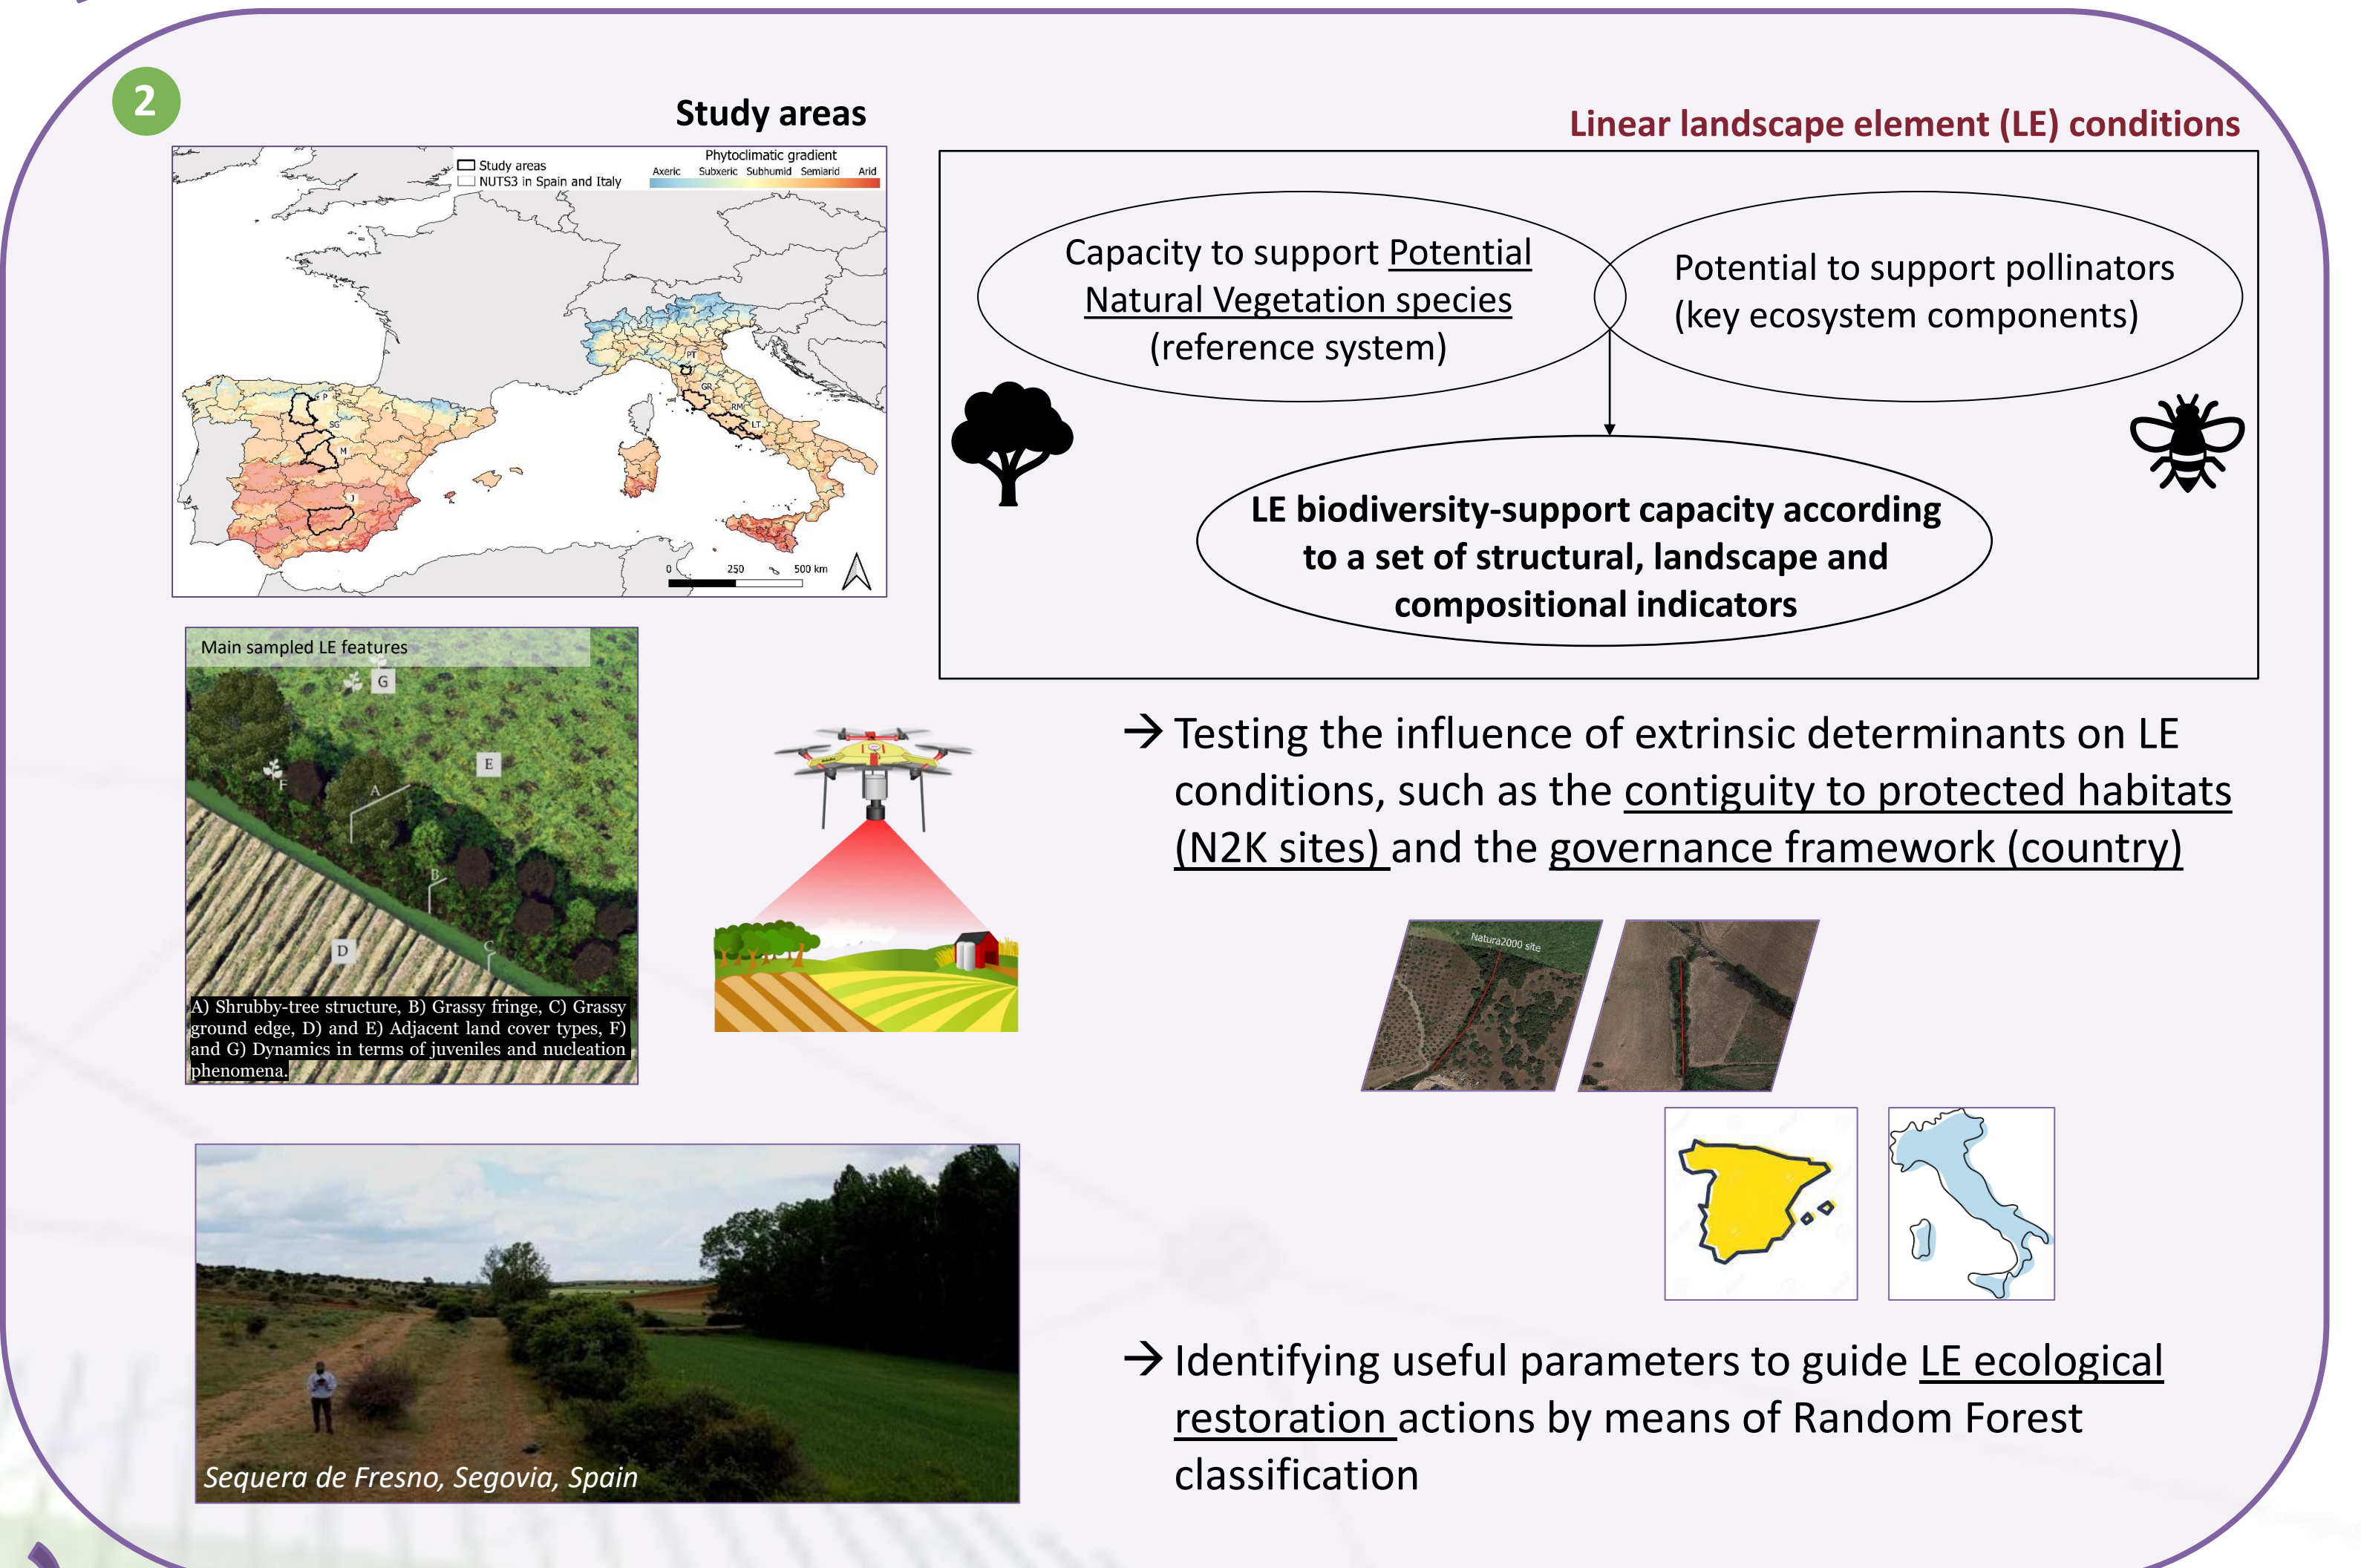 2
Study areas
Study areas
NUTS3 in Spain and Italy
Phytoclimatic gradient
Axeric Subxeric Subhumid Semiarid Arid
PT
GR
RM
LT
P
SG
M
J
0 250 500 km
Linear landscape element (LE) conditions
Capacity to support Potential
Natural Vegetation species
(reference system)
Potential to support pollinators
(key ecosystem components)
LE biodiversity-support capacity according
to a set of structural, landscape and
compositional indicators
Main sampled LE features
G
E
F
A
B
D
C
A) Shrubby-tree structure, B) Grassy fringe, C) Grassy
ground edge, D) and E) Adjacent land cover types, F)
and G) Dynamics in terms of juveniles and nucleation
phenomena.
→ Testing the influence of extrinsic determinants on LE
conditions, such as the contiguity to protected habitats
(N2K sites) and the governance framework (country)
Natura2000 site
Sequera de Fresno, Segovia, Spain
→ Identifying useful parameters to guide LE ecological
restoration actions by means of Random Forest
classification